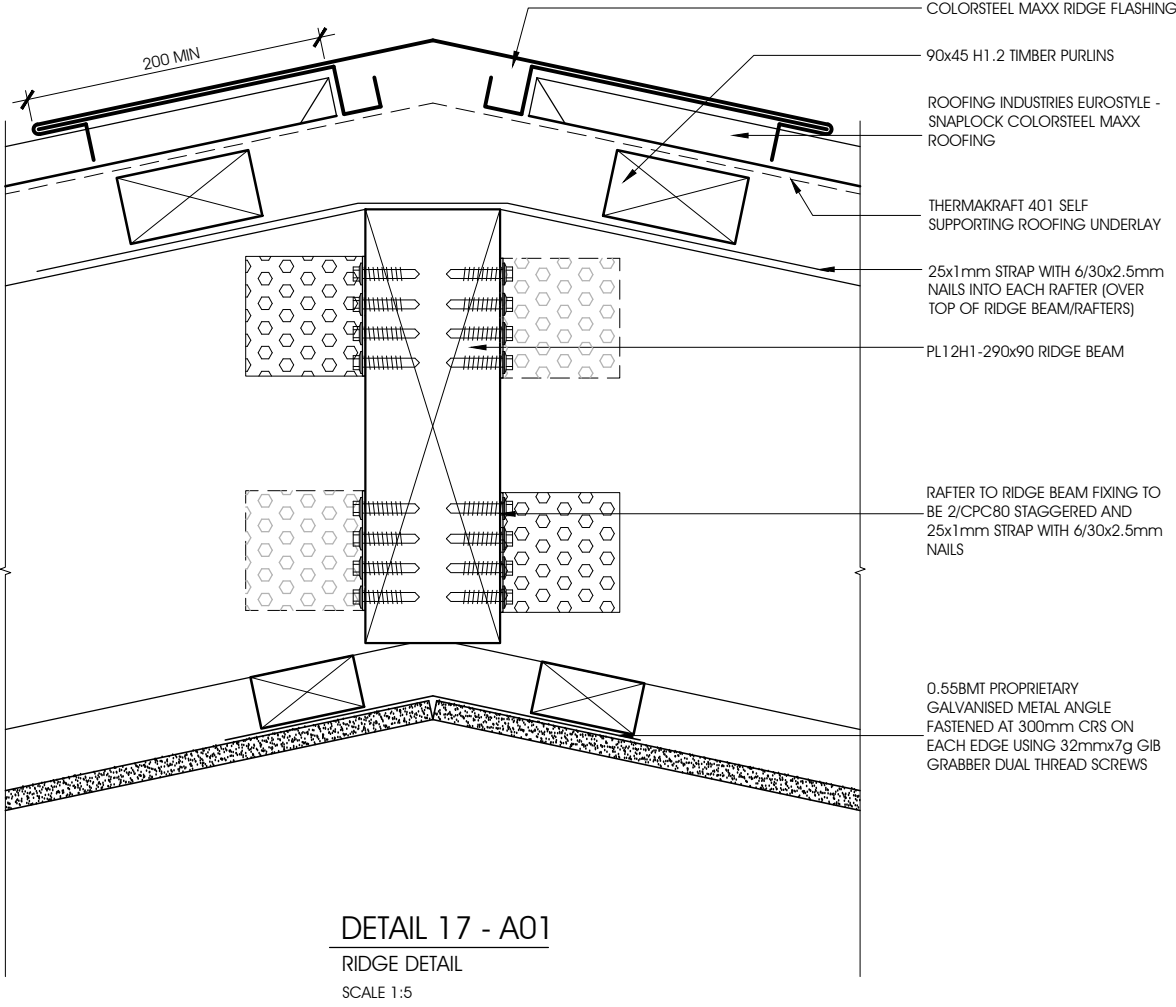 COLORSTEEL MAXX RIDGE FLASHING
200 MIN
90x45 H1.2 TIMBER PURLINS
ROOFING INDUSTRIES EUROSTYLE -
SNAPLOCK COLORSTEEL MAXX
ROOFING
THERMAKRAFT 401 SELF
SUPPORTING ROOFING UNDERLAY
25x1mm STRAP WITH 6/30x2.5mm
NAILS INTO EACH RAFTER (OVER
TOP OF RIDGE BEAM/RAFTERS)
PL12H1-290x90 RIDGE BEAM
RAFTER TO RIDGE BEAM FIXING TO
BE 2/CPC80 STAGGERED AND
25x1mm STRAP WITH 6/30x2.5mm
NAILS
0.55BMT PROPRIETARY
GALVANISED METAL ANGLE
FASTENED AT 300mm CRS ON
EACH EDGE USING 32mmx7g GIB
GRABBER DUAL THREAD SCREWS
DETAIL 17 - A01
RIDGE DETAIL
SCALE 1:5